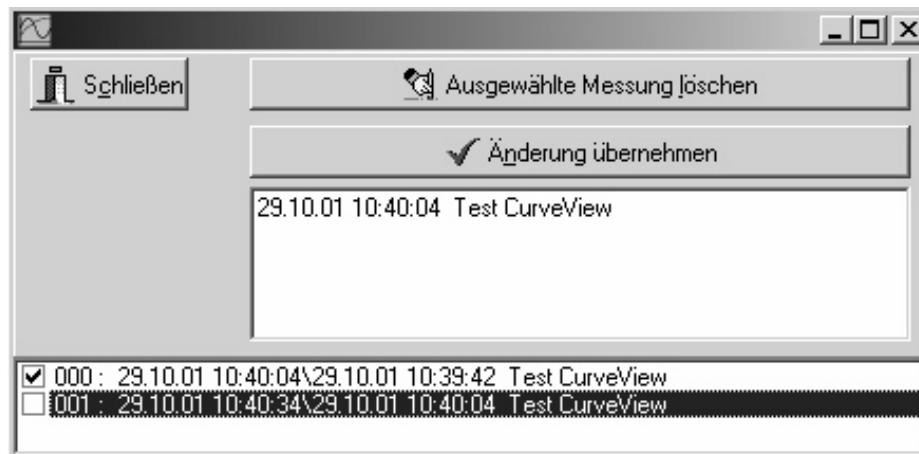 Schließen
Ausgewählte Messung löschen
Änderung übernehmen
29.10.01 10:40:04  Test CurveView
000 :  29.10.01 10:40:04\29.10.01 10:39:42  Test CurveView
001 :  29.10.01 10:40:34\29.10.01 10:40:04  Test CurveView